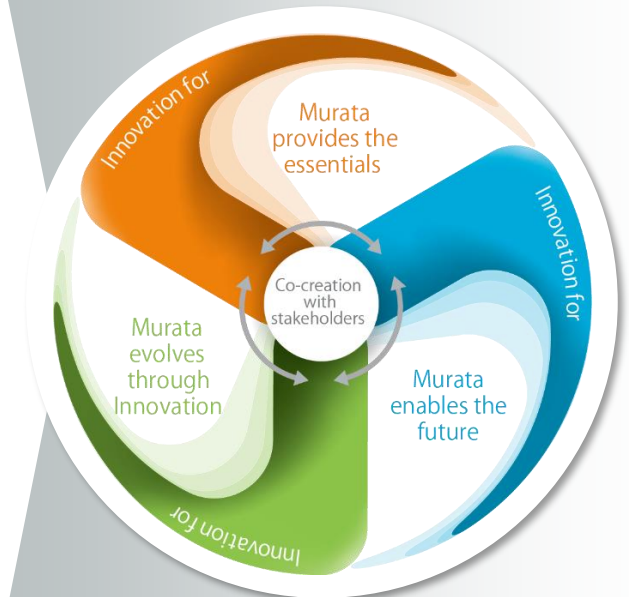 Innovation for
Murata
provides the
essentials
Innovation for
Co-creation
with
stakeholders
Murata
evolves
through
Innovation
Murata
enables the
future
Innovation for